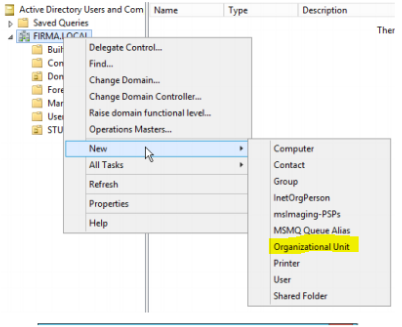 Active Directory Users and Com
Name Type Description
Saved Queries
Ther
FIRMA.LOCAL
Buil
Con
Do
Fore
Mar
User
STU
Delegate Control...
Find...
Change Domain...
Change Domain Controller...
Raise domain functional level...
Operations Masters...
New
All Tasks
Refresh
Properties
Help
Computer
Contact
Group
InetOrgPerson
msImaging-PSPs
MSMQ Queue Alias
Organizational Unit
Printer
User
Shared Folder